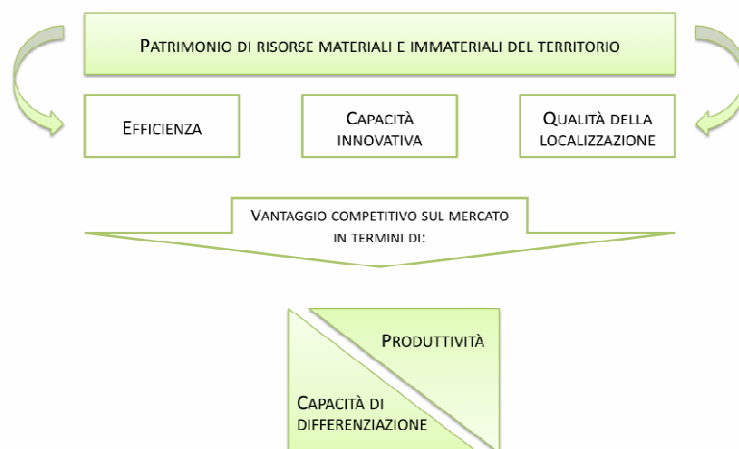 PATRIMONIO DI RISORSE MATERIALI E IMMATERIALI DEL TERRITORIO
EFFICIENZA
CAPACITÀ
INNOVATIVA
QUALITÀ DELLA
LOCALIZZAZIONE
VANTAGGIO COMPETITIVO SUL MERCATO
IN TERMINI DI:
PRODUTTIVITÀ
CAPACITÀ DI
DIFFERENZIAZIONE